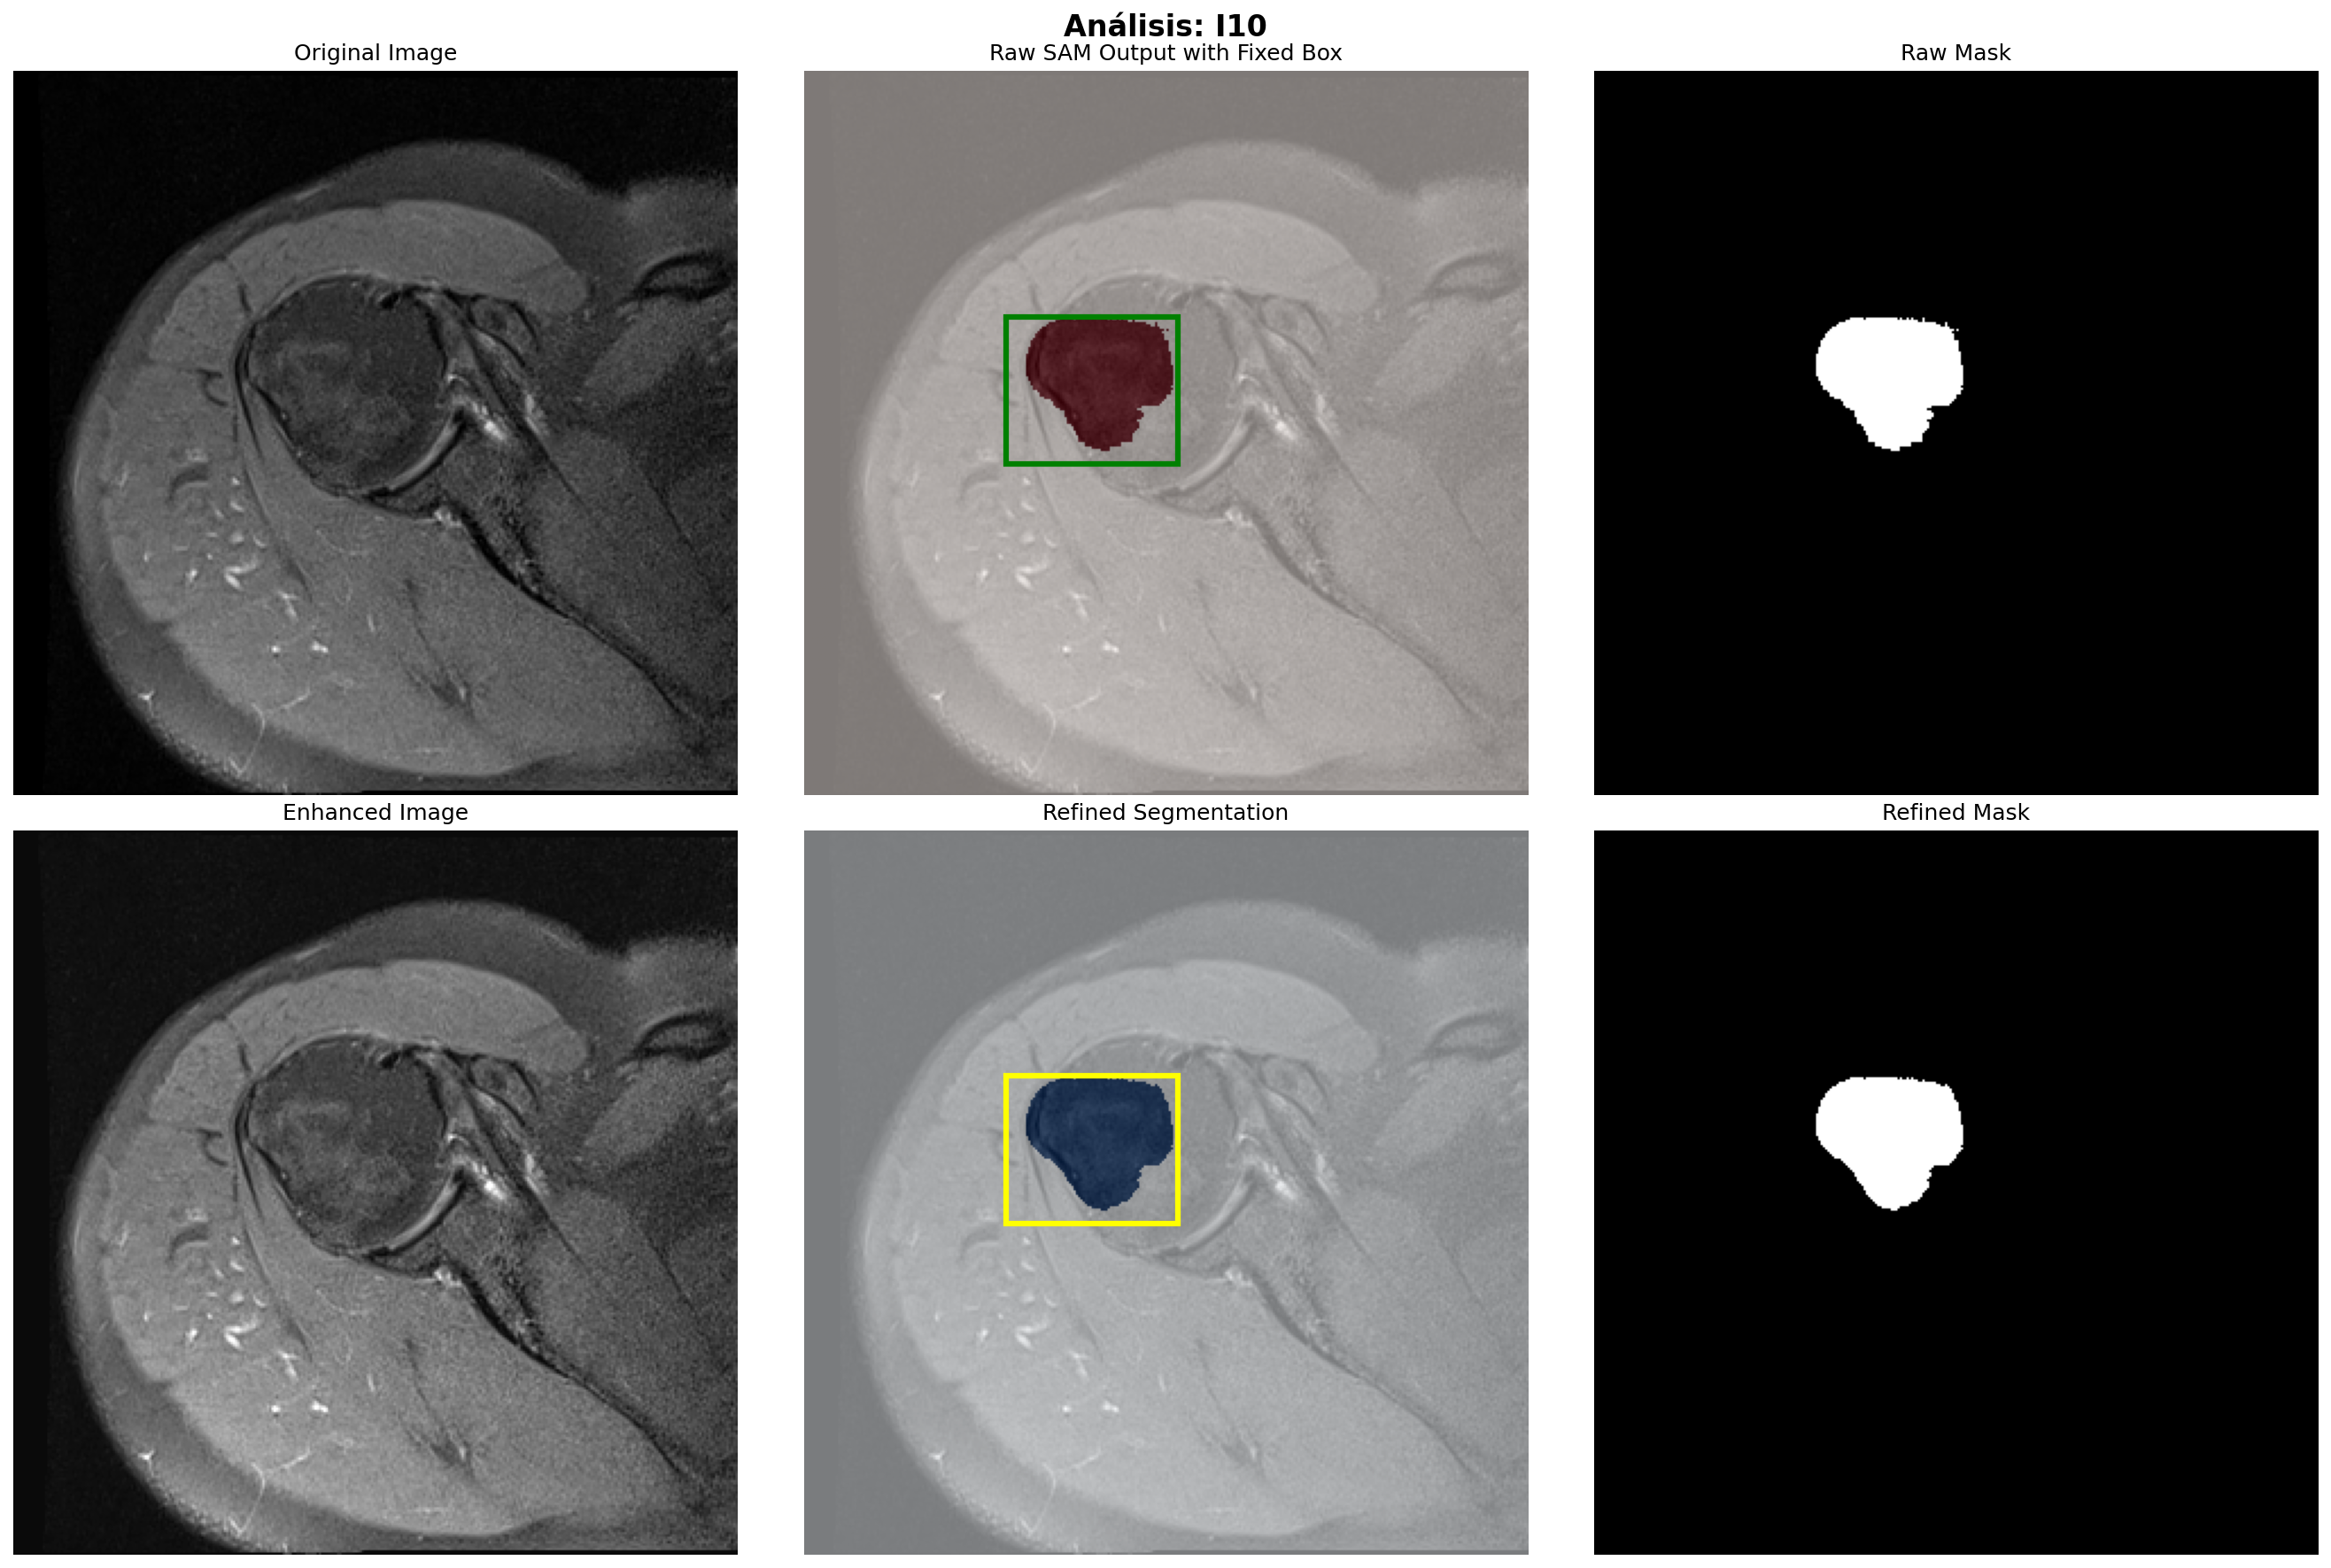 Análisis: I10
Original Image
Raw SAM Output with Fixed Box
Raw Mask
Enhanced Image
Refined Segmentation
Refined Mask